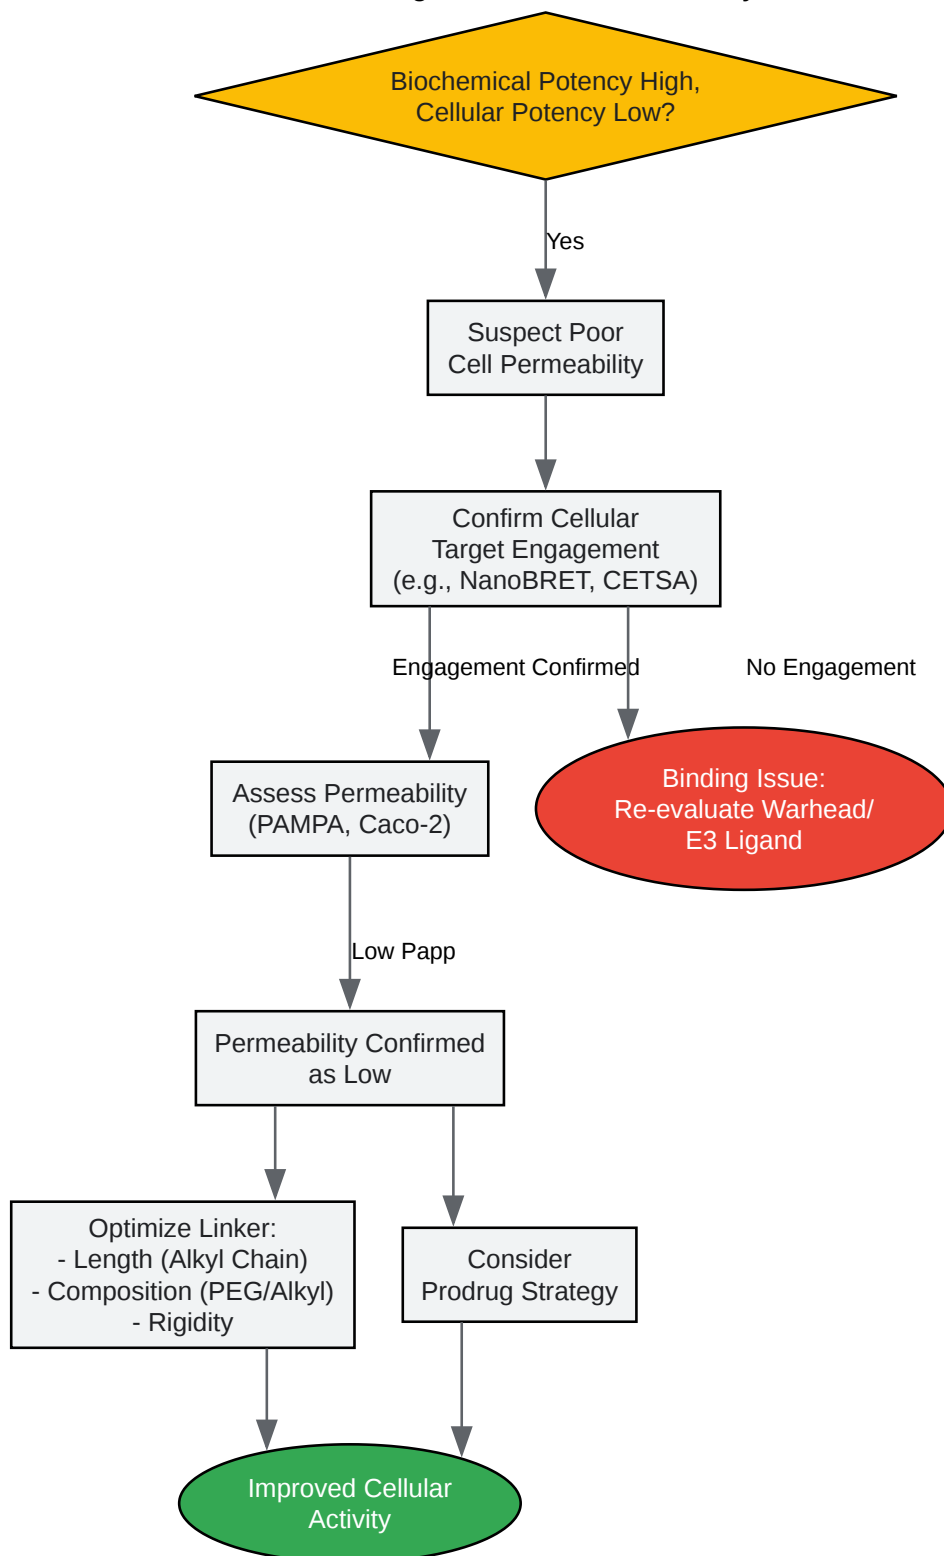 Biochemical Potency High,
Cellular Potency Low?
Yes
Suspect Poor
Cell Permeability
Confirm Cellular
Target Engagement
(e.g., NanoBRET, CETSA)
Engagement Confirmed
No Engagement
Assess Permeability
(PAMPA, Caco-2)
Binding Issue:
Re-evaluate Warhead/
E3 Ligand
Low Papp
Permeability Confirmed
as Low
Optimize Linker:
- Length (Alkyl Chain)
- Composition (PEG/Alkyl)
- Rigidity
Consider
Prodrug Strategy
Improved Cellular
Activity